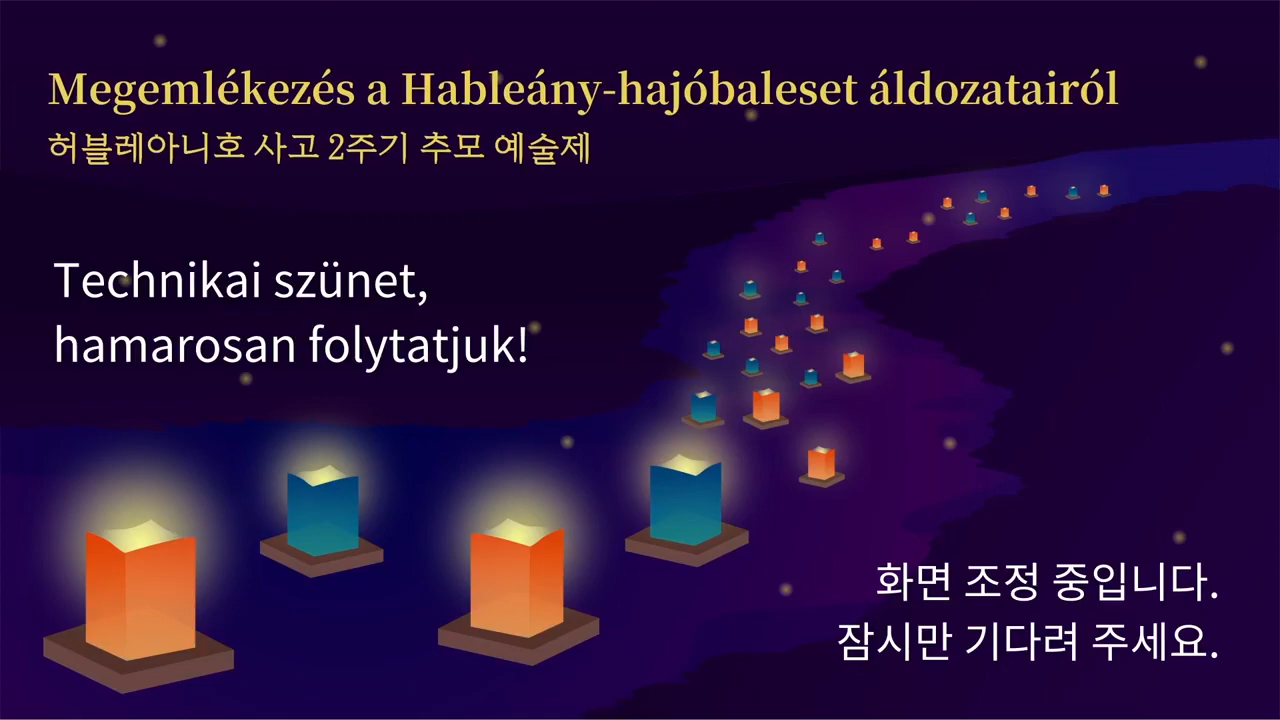 Megemlékezés a Hableány-hajóbaleset áldozatairól
허블레아니호 사고 2주기 추모 예술제
Technikai szünet,
hamarosan folytatjuk!
화면 조정 중입니다.
잠시만 기다려 주세요.